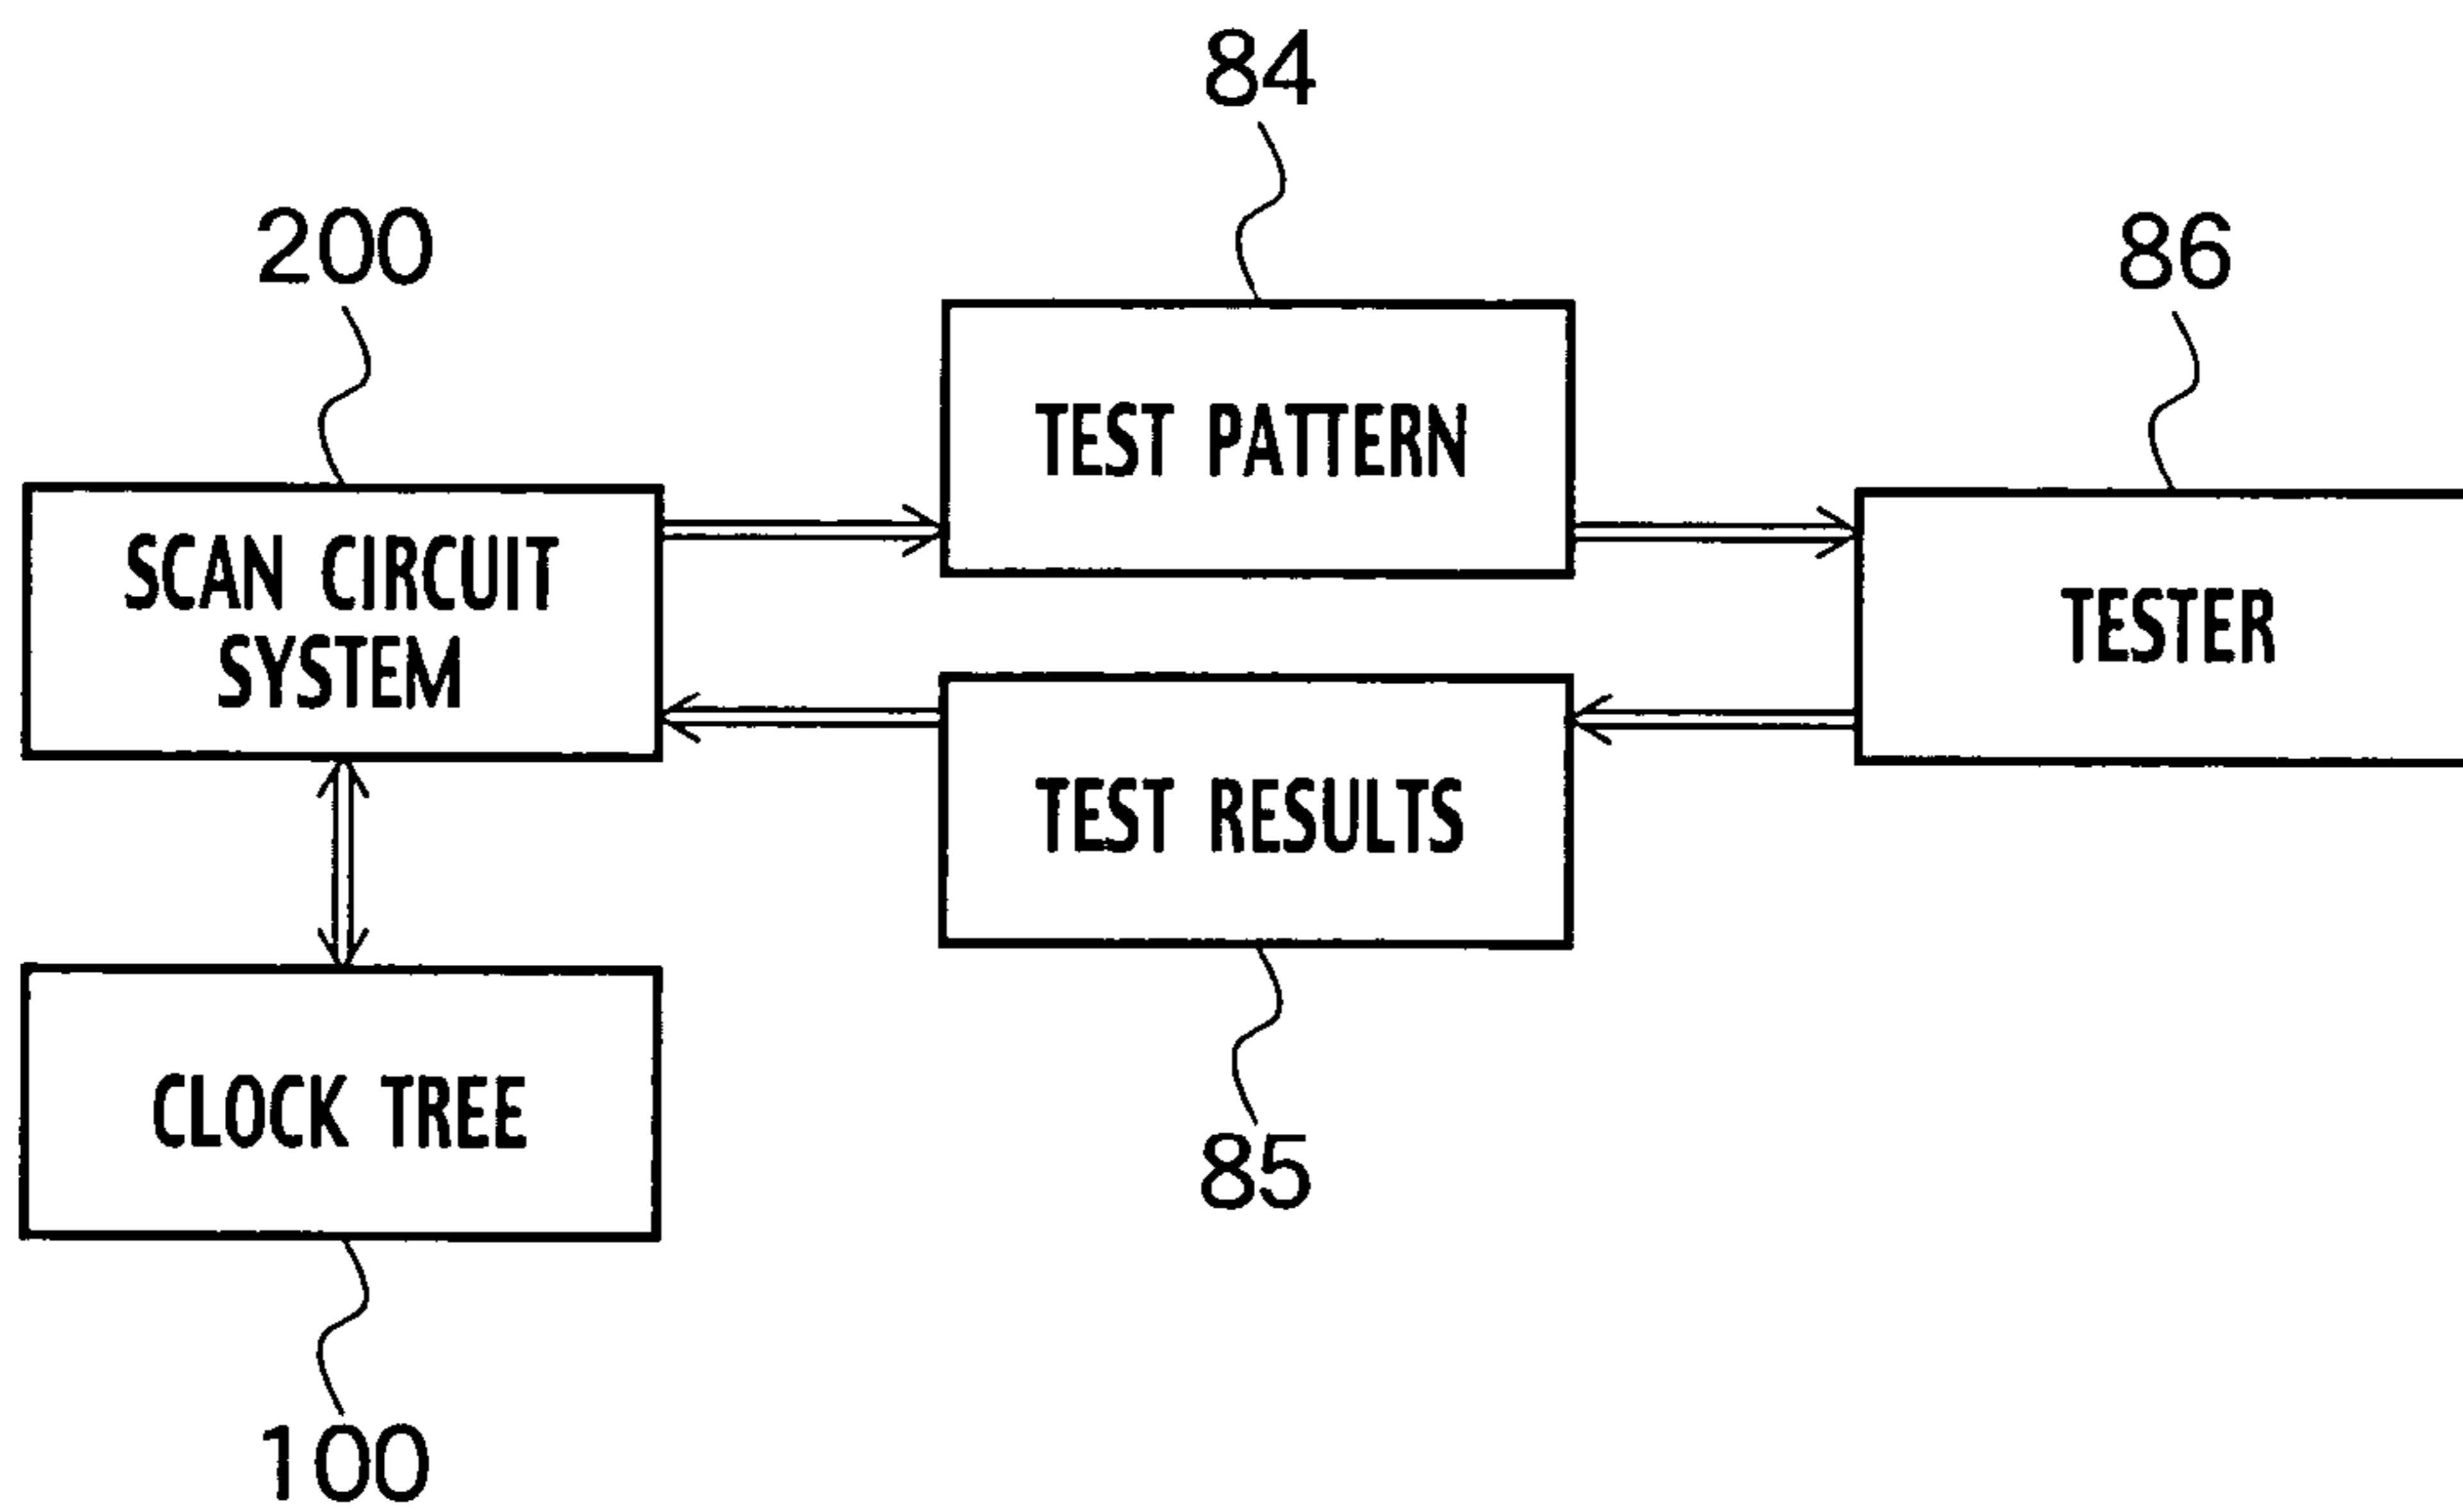 84
200
86
TEST PATTERN
SCAN CIRCUIT
SYSTEM
TESTER
TEST RESULTS
CLOCK TREE
85
100